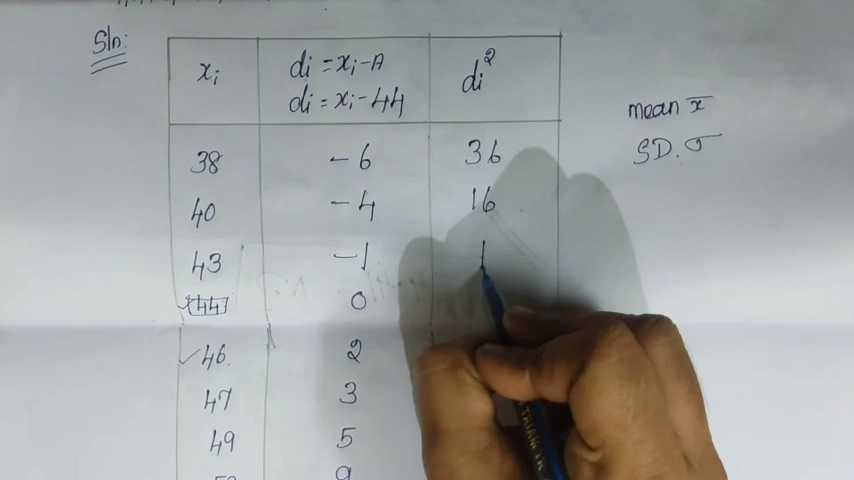 Sln:
xi di = xi-A di²
di = xi-44
mean x̅
SD. σ
38 -6 36
40 -4 16
43 -1 1
44 0
46. 2
47 3
49 5
9